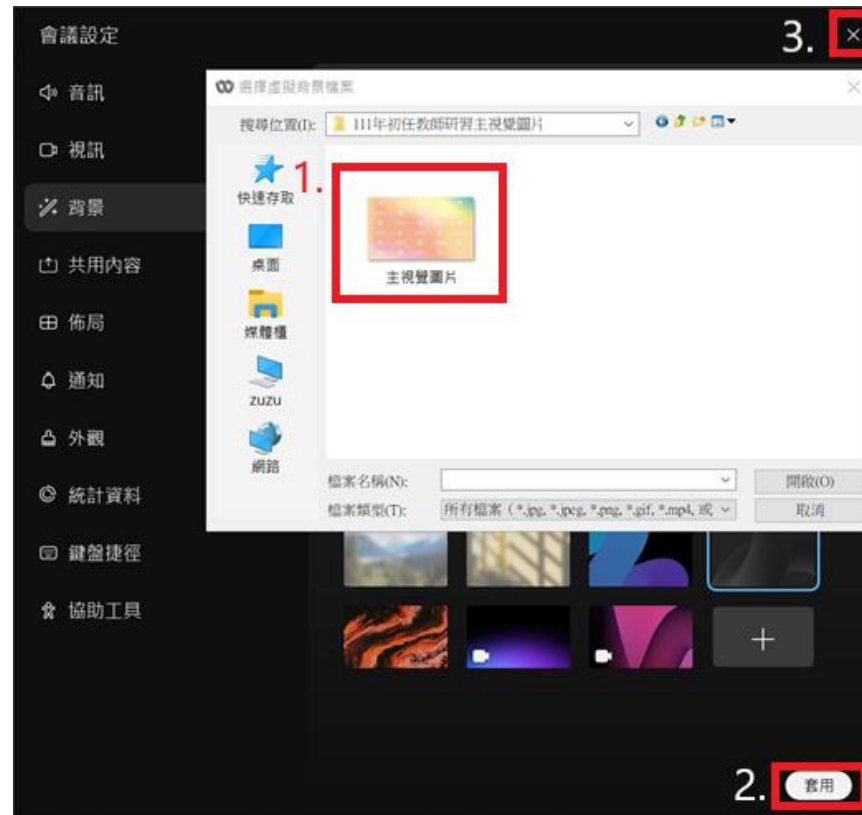 會議設定
3.
音訊
視訊
背景
共用內容
佈局
通知
外觀
統計資料
鍵盤捷徑
協助工具
選擇虛擬背景檔案
搜尋位置(I):
111年初任教師研習主視覺圖片
1.
快速存取
桌面
媒體櫃
zuzu
網路
主視覺圖片
檔案名稱(N):
開啟(O)
檔案類型(T):
所有檔案 (*.jpg, *.jpeg, *.png, *.gif, *.mp4, 或
取消
2.
套用